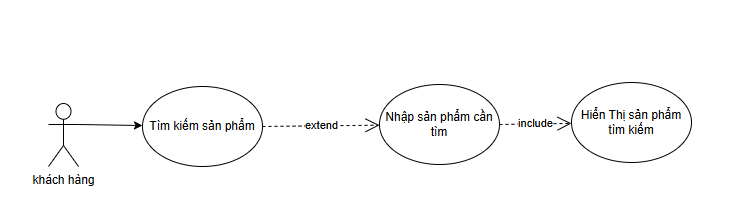 Tìm kiếm sản phẩm
extend
Nhập sản phẩm cần
tìm
include
Hiển Thị sản phẩm
tìm kiếm
khách hàng